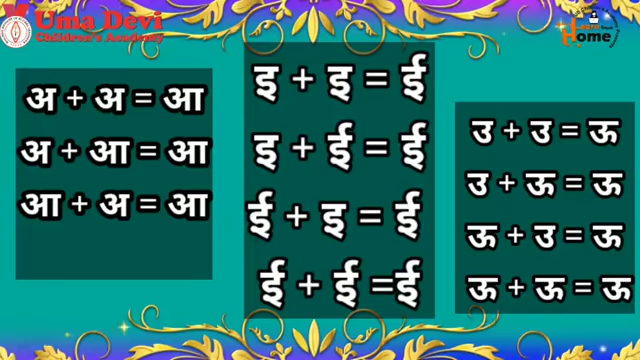 Uma Devi
Children's Academy
Home
अ + अ = आ
अ + आ = आ
आ + अ = आ
इ + इ = ई
इ + ई = ई
ई + इ = ई
ई + ई =ई
उ + उ = ऊ
उ + ऊ = ऊ
ऊ + उ = ऊ
ऊ + ऊ = ऊ